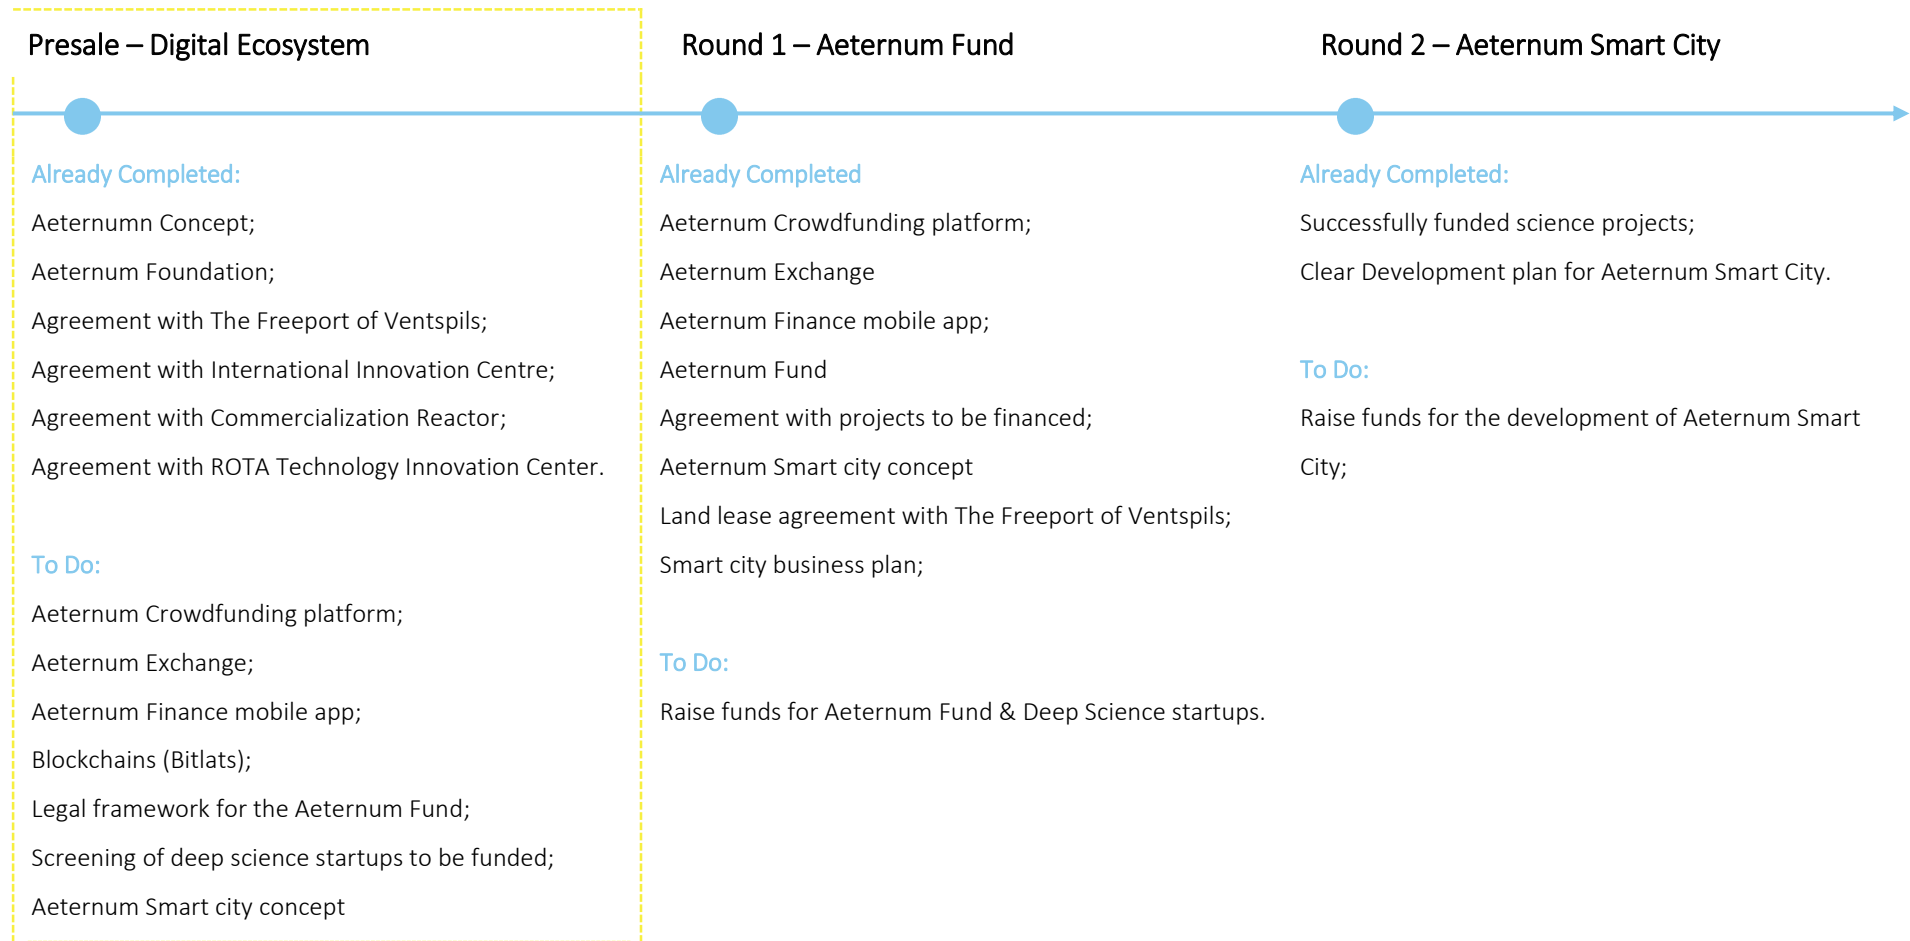 Presale – Digital Ecosystem
Already Completed:
Aeternumn Concept;
Aeternum Foundation;
Agreement with The Freeport of Ventspils;
Agreement with International Innovation Centre;
Agreement with Commercialization Reactor;
Agreement with ROTA Technology Innovation Center.
To Do:
Aeternum Crowdfunding platform;
Aeternum Exchange;
Aeternum Finance mobile app;
Blockchains (Bitlats);
Legal framework for the Aeternum Fund;
Screening of deep science startups to be funded;
Aeternum Smart city concept
Round 1 – Aeternum Fund
Already Completed
Aeternum Crowdfunding platform;
Aeternum Exchange
Aeternum Finance mobile app;
Aeternum Fund
Agreement with projects to be financed;
Aeternum Smart city concept
Land lease agreement with The Freeport of Ventspils;
Smart city business plan;
To Do:
Raise funds for Aeternum Fund & Deep Science startups.
Round 2 – Aeternum Smart City
Already Completed:
Successfully funded science projects;
Clear Development plan for Aeternum Smart City.
To Do:
Raise funds for the development of Aeternum Smart
City;